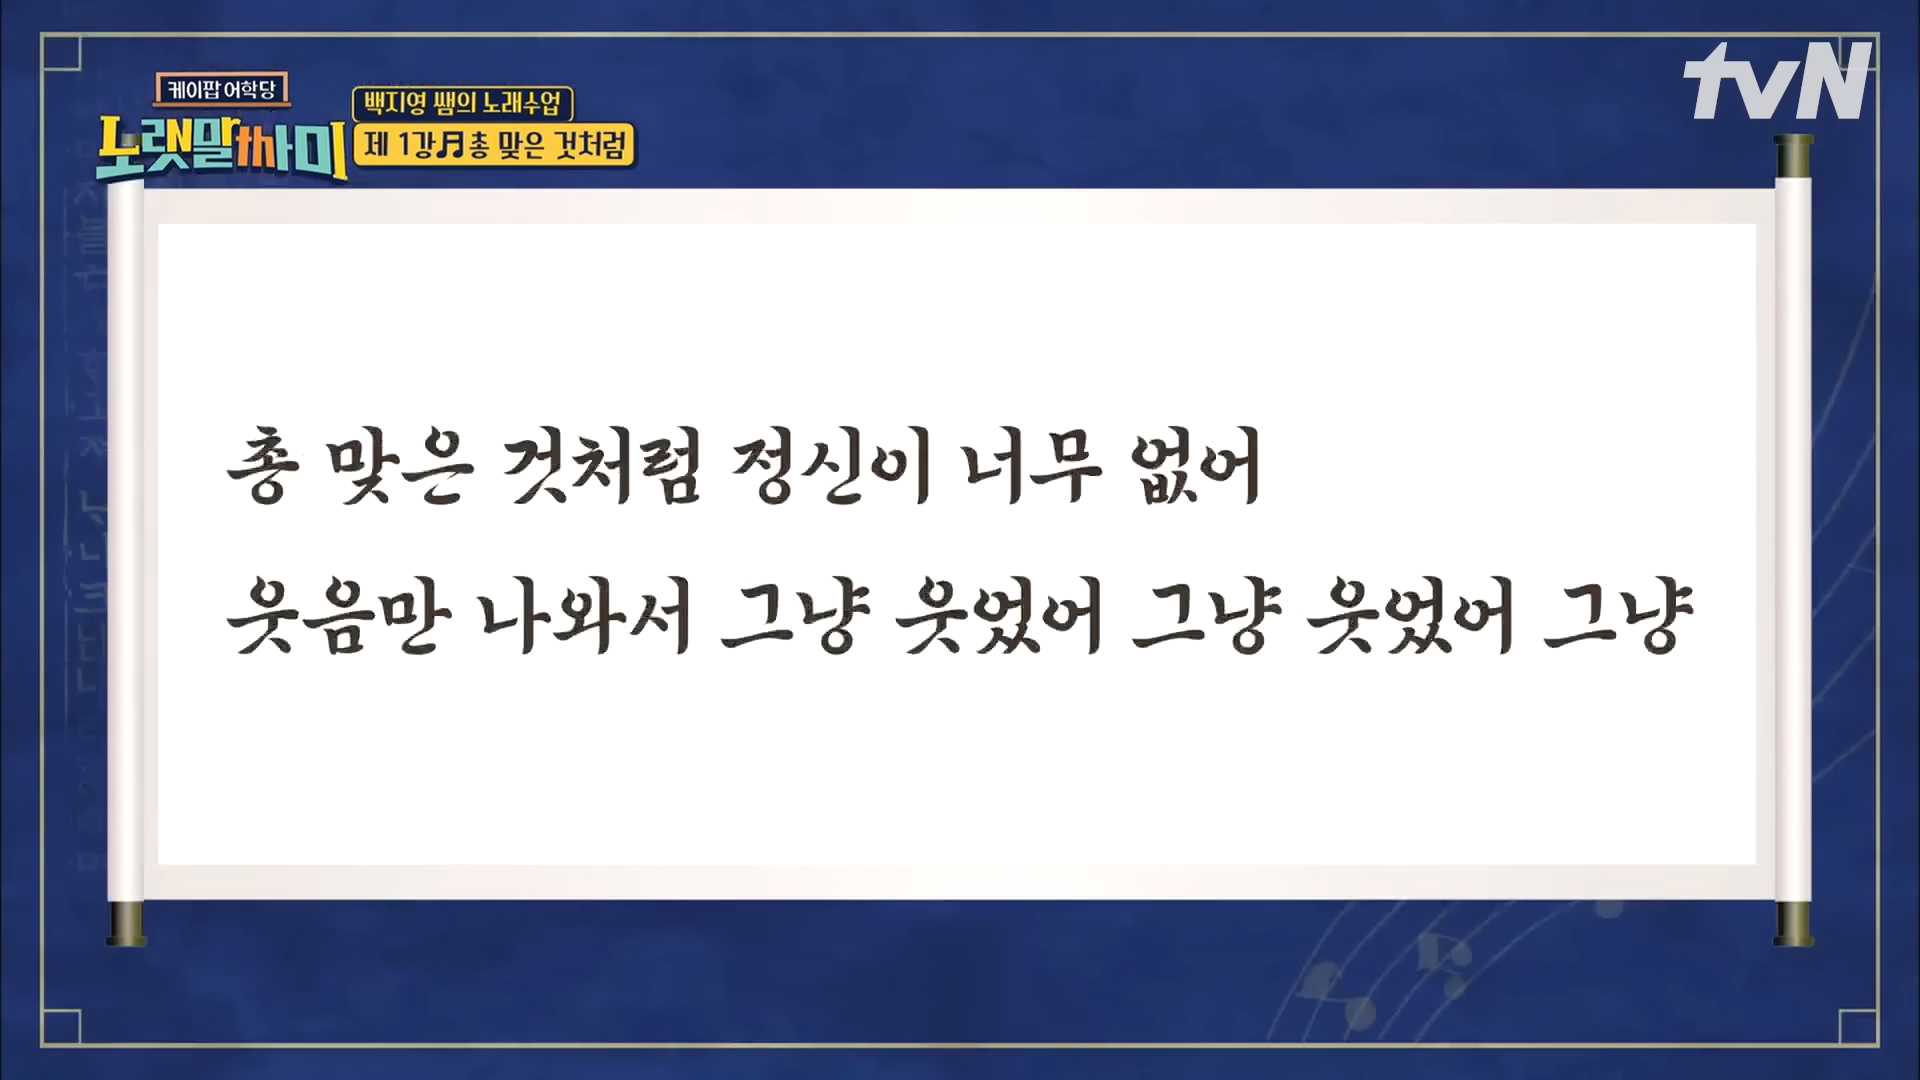 tvN
케이팝 어학당
노랫말싸미
백지영 쌤의 노래수업
제 1강♬총 맞은 것처럼
총 맞은 것처럼 정신이 너무 없어
웃음만 나와서 그냥 웃었어 그냥 웃었어 그냥